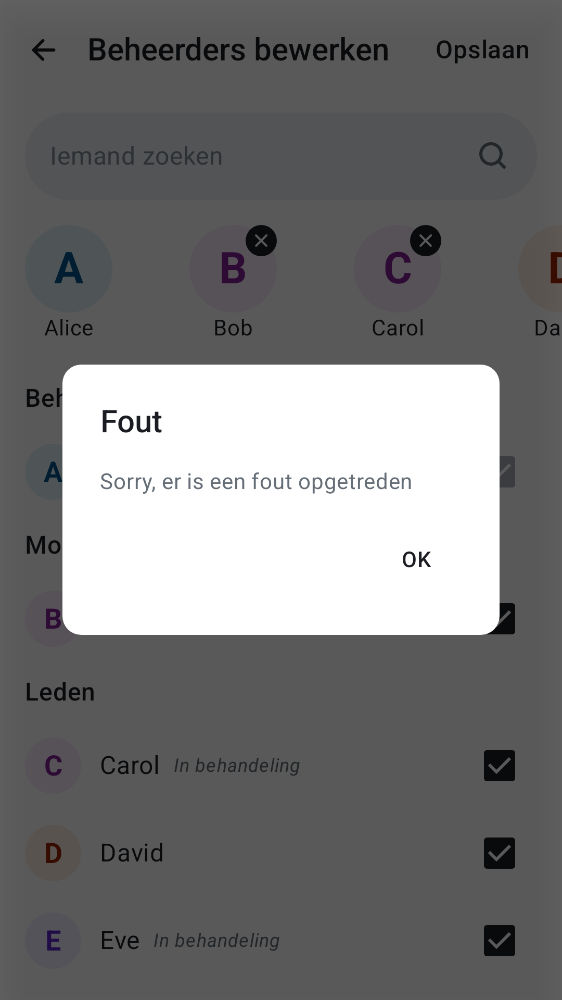 Beheerders bewerken
Opslaan
Iemand zoeken
A
B
C
D
Alice
Bob
Carol
Da
Beh
A
Fout
Sorry, er is een fout opgetreden
OK
Mo
B
Leden
C
Carol In behandeling
D
David
E
Eve In behandeling